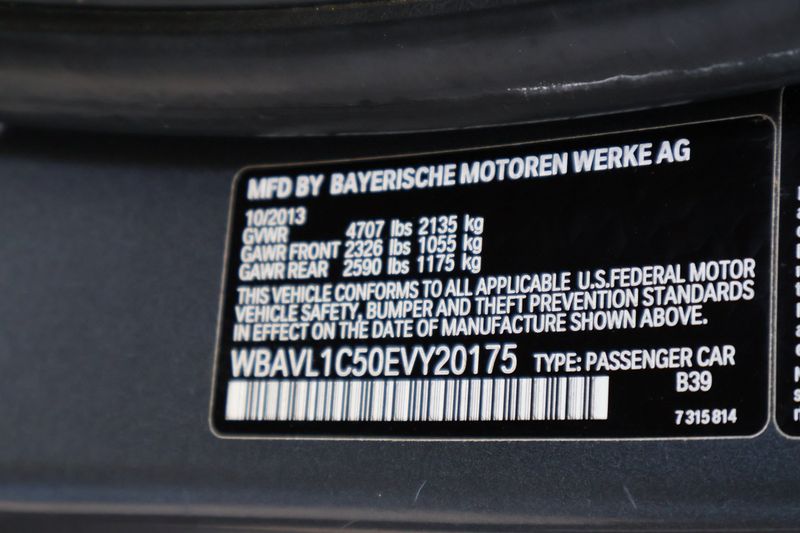 MFD BY BAYERISCHE MOTOREN WERKE AG
10/2013
GVWR 4707 lbs 2135 kg
GAWR FRONT 2326 lbs 1055 kg
GAWR REAR 2590 lbs 1175 kg
THIS VEHICLE CONFORMS TO ALL APPLICABLE U.S.FEDERAL MOTOR
VEHICLE SAFETY, BUMPER AND THEFT PREVENTION STANDARDS
IN EFFECT ON THE DATE OF MANUFACTURE SHOWN ABOVE.
WBAVL1C50EVY20175 TYPE: PASSENGER CAR
B39
7 315 814